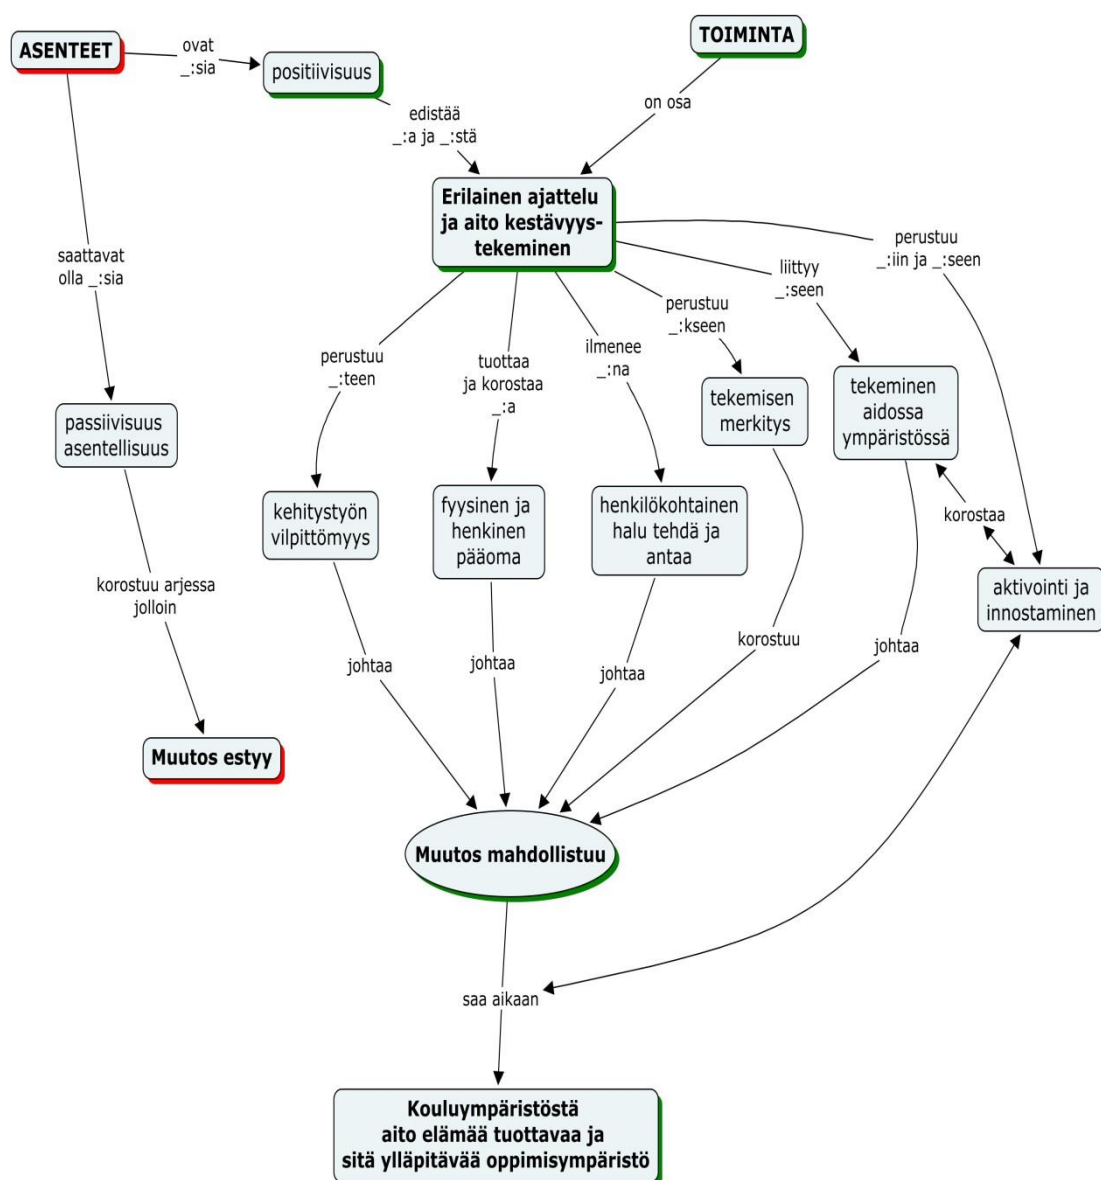 ASENTEET
ovat
_:sia
positiivisuus
TOIMINTA
on osa
edistää
_:a ja _:stä
Erilainen ajattelu
ja aito kestävyys-
tekeminen
saattavat
olla _:sia
perustuu
_:iin ja _:seen
liittyy
_:seen
perustuu
_:kseen
ilmenee
_:na
tuottaa
ja korostaa
_:a
perustuu
_:teen
passiivisuus
asentellisuus
tekemisen
merkitys
tekeminen
aidossa
ympäristössä
kehitystyön
vilpittömyys
fyysinen ja
henkinen
pääoma
henkilökohtainen
halu tehdä ja
antaa
korostaa
aktivointi ja
innostaminen
korostuu arjessa
jolloin
johtaa
johtaa
johtaa
korostuu
johtaa
Muutos estyy
Muutos mahdollistuu
saa aikaan
Kouluympäristöstä
aito elämää tuottavaa ja
sitä ylläpitävää oppimisympäristö